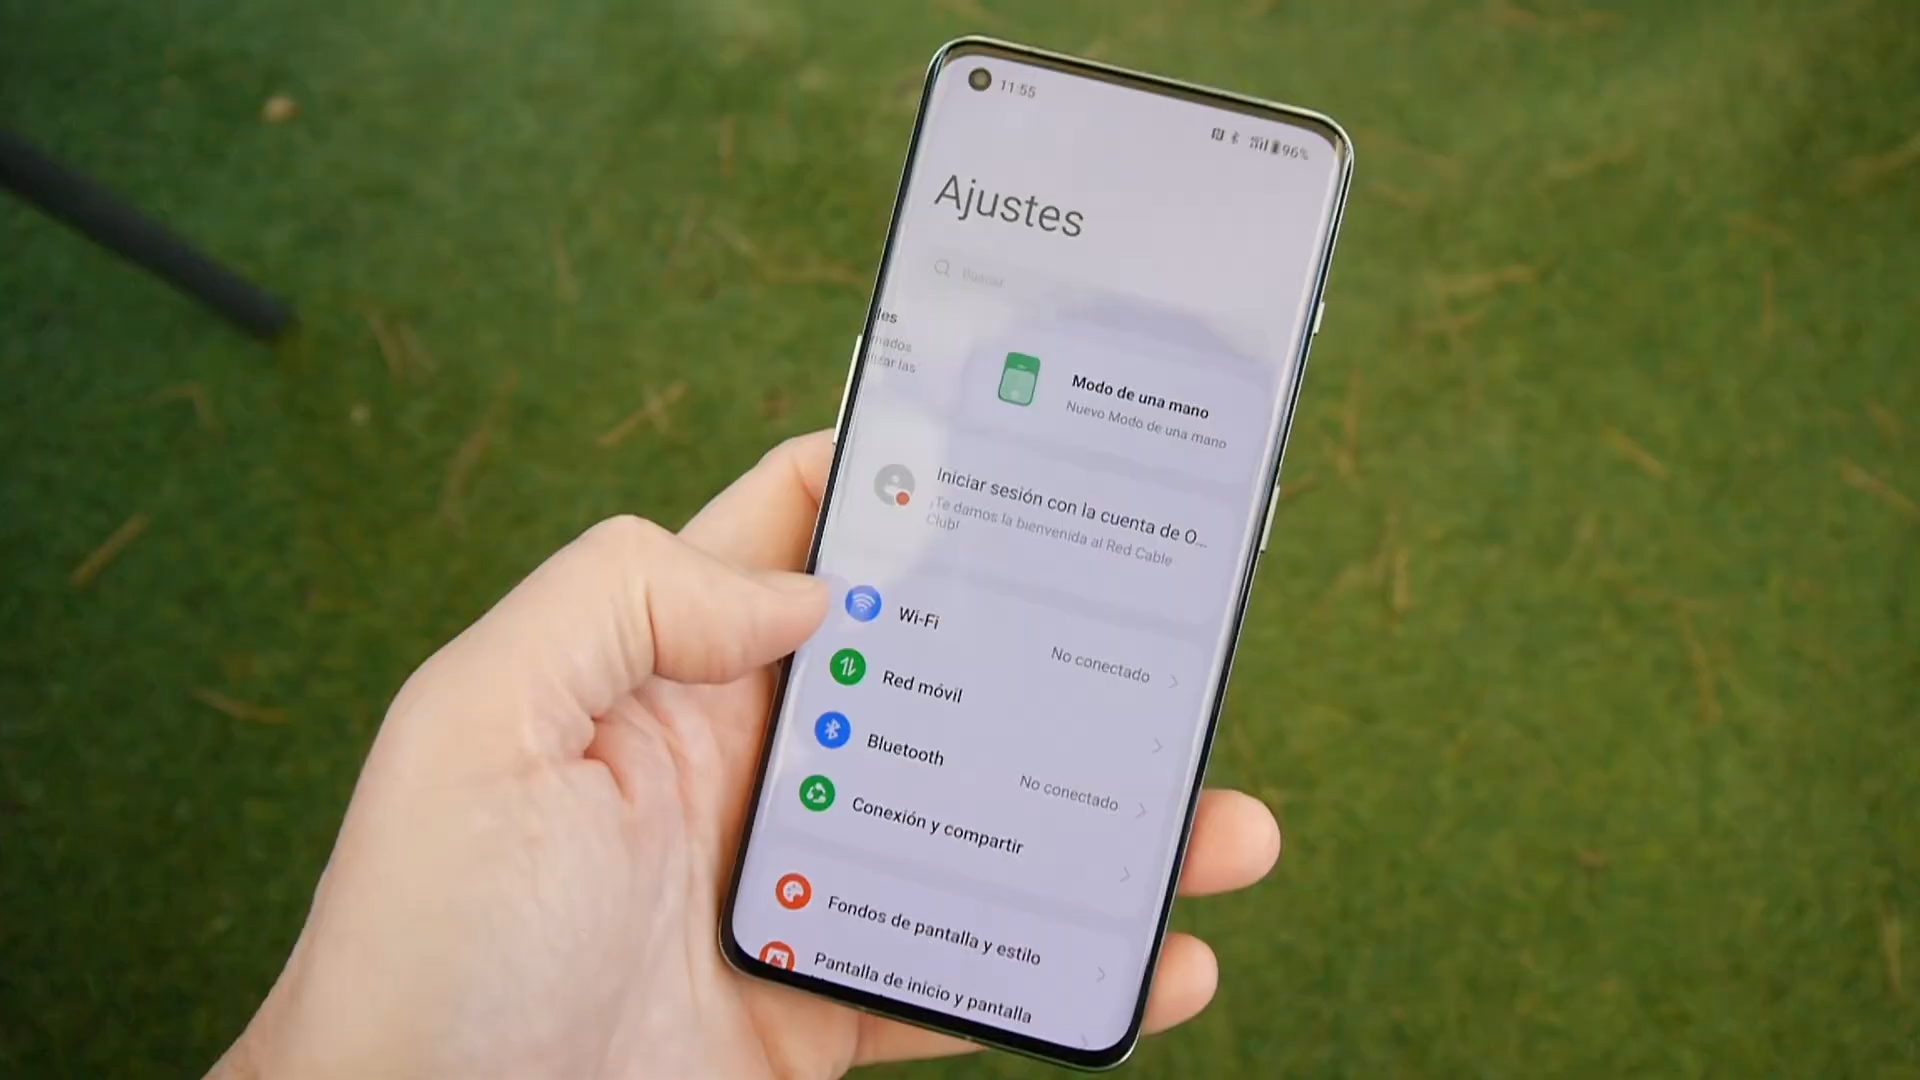 11:55
96%
Ajustes
Buscar
les
Modo de una mano
Nuevo Modo de una mano
Iniciar sesión con la cuenta de O...
¡Te damos la bienvenida al Red Cable
Club!
Wi-Fi
No conectado
Red móvil
Bluetooth
No conectado
Conexión y compartir
Fondos de pantalla y estilo
Pantalla de inicio y pantalla